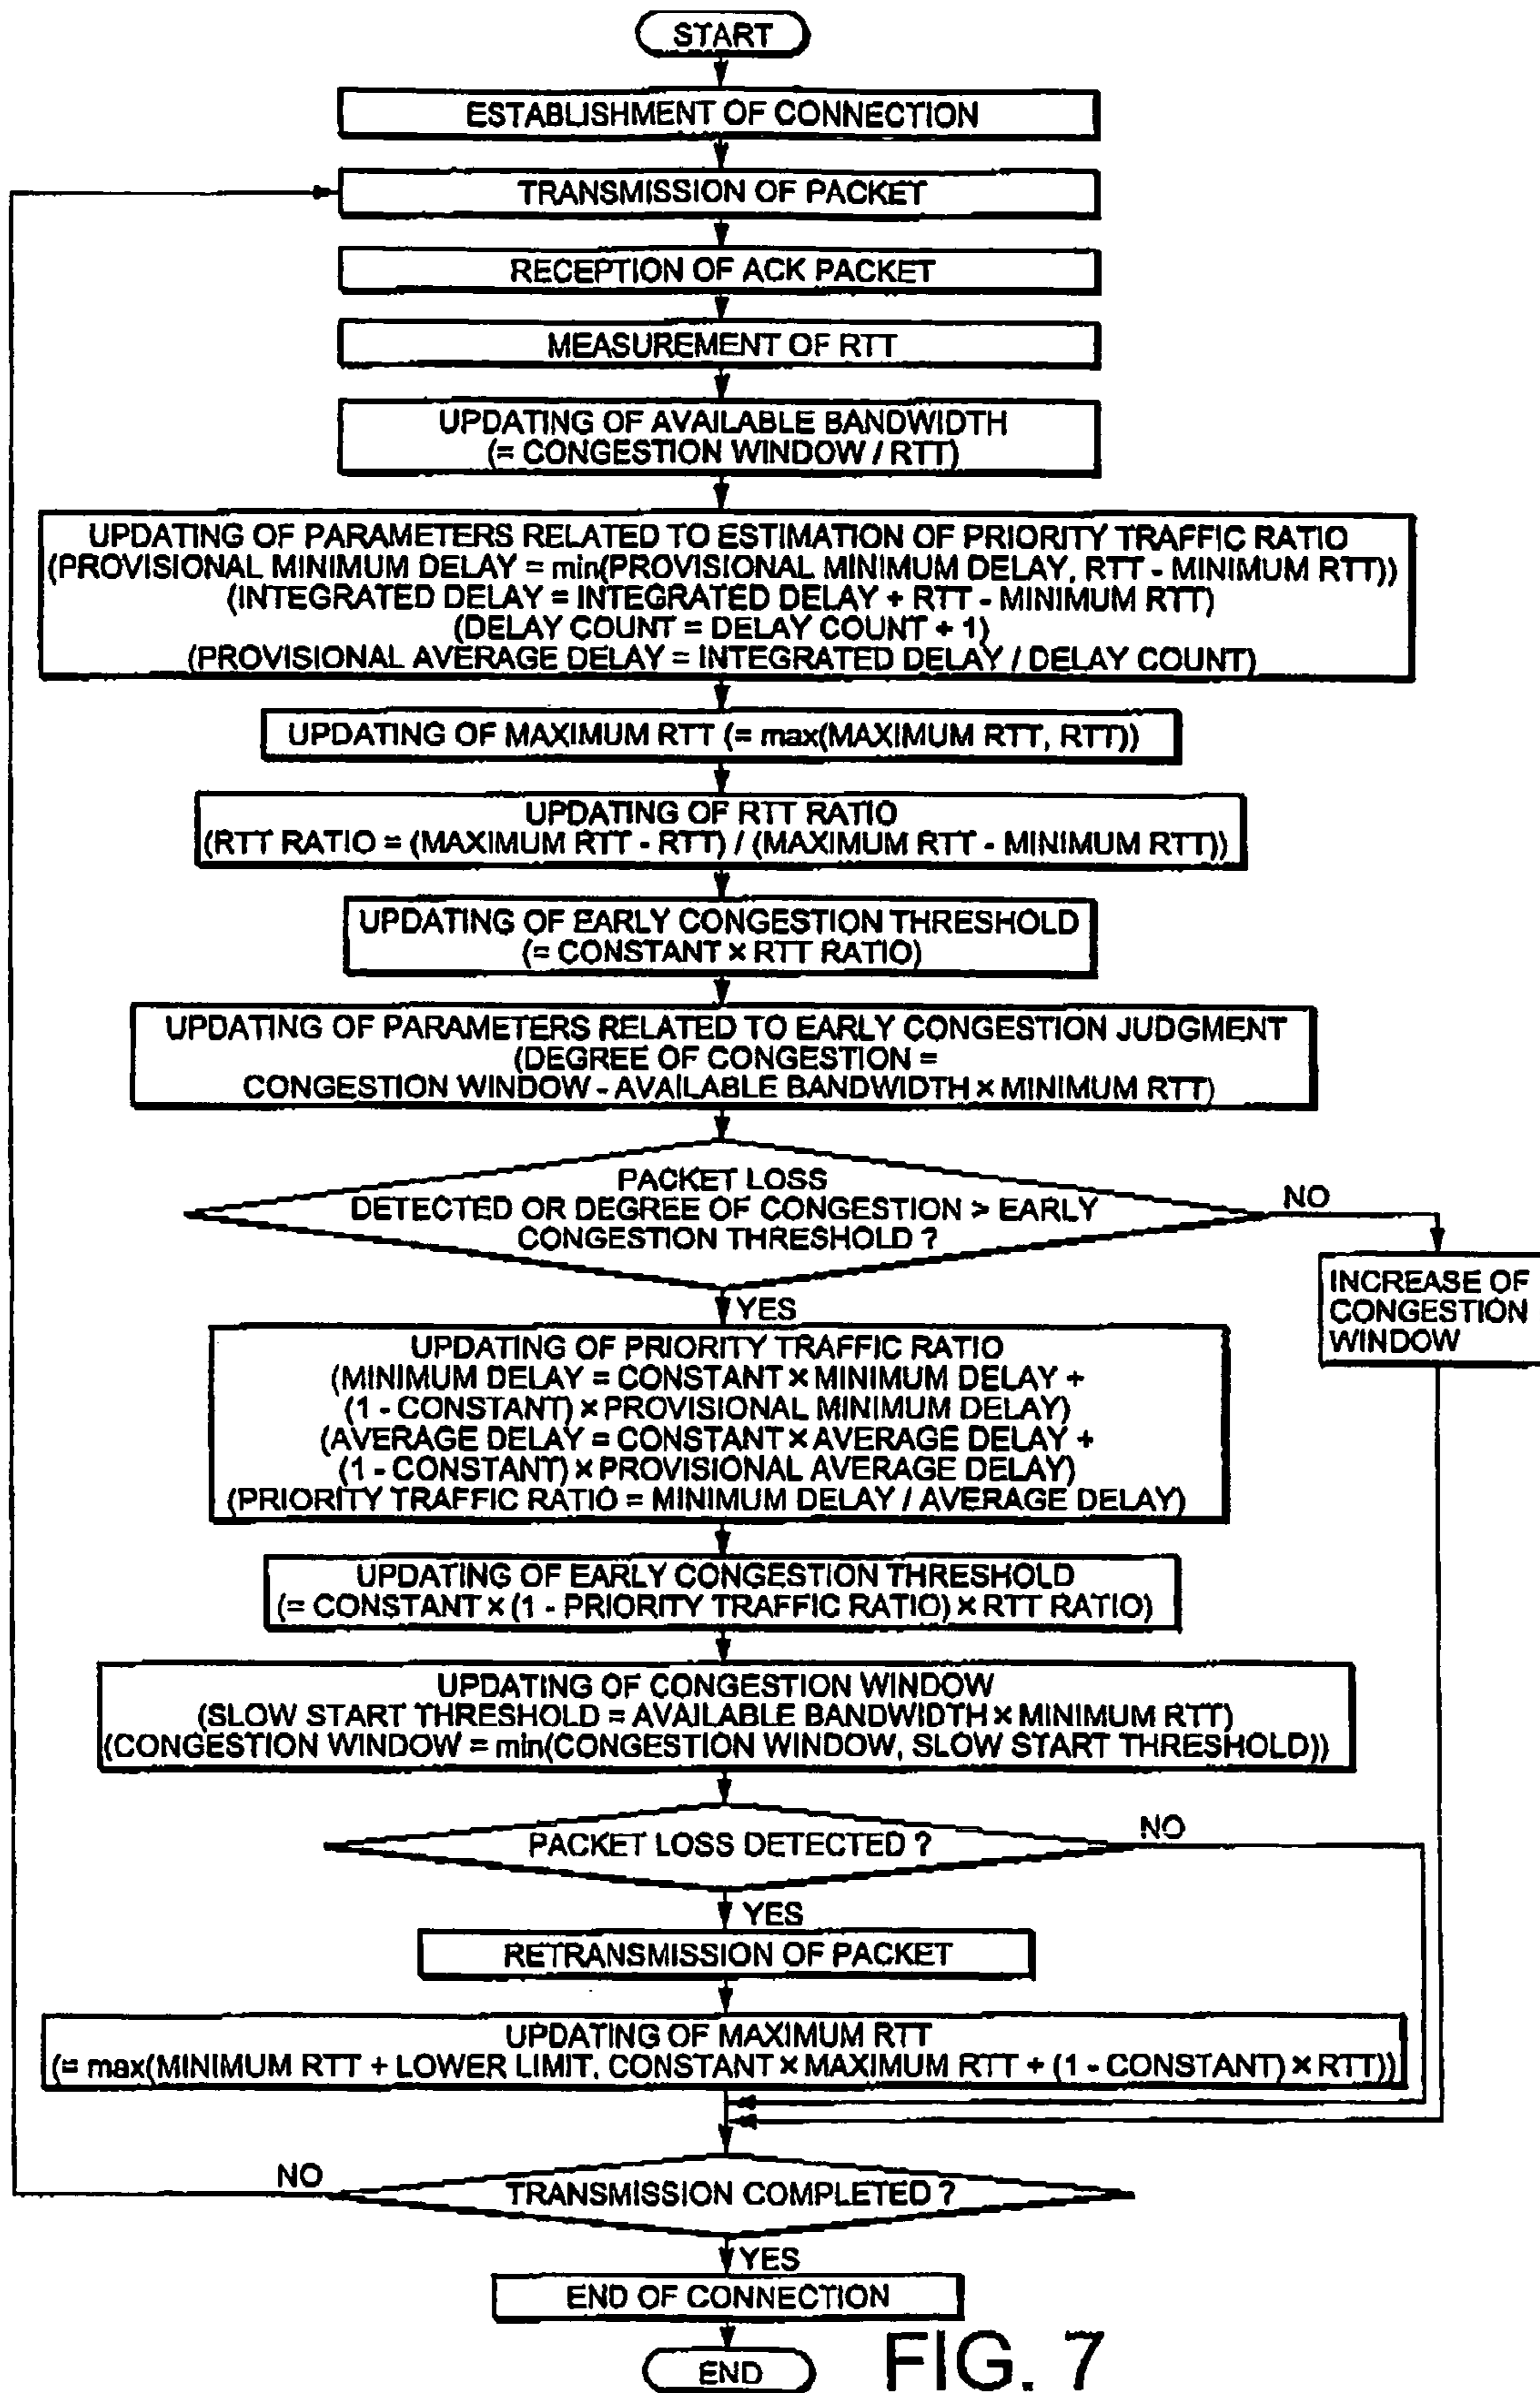 START
ESTABLISHMENT OF CONNECTION
TRANSMISSION OF PACKET
RECEPTION OF ACK PACKET
MEASUREMENT OF RTT
UPDATING OF AVAILABLE BANDWIDTH
(= CONGESTION WINDOW / RTT)
UPDATING OF PARAMETERS RELATED TO ESTIMATION OF PRIORITY TRAFFIC RATIO
(PROVISIONAL MINIMUM DELAY = min(PROVISIONAL MINIMUM DELAY, RTT - MINIMUM RTT))
(INTEGRATED DELAY = INTEGRATED DELAY + RTT - MINIMUM RTT)
(DELAY COUNT = DELAY COUNT + 1)
(PROVISIONAL AVERAGE DELAY = INTEGRATED DELAY / DELAY COUNT)
UPDATING OF MAXIMUM RTT (= max(MAXIMUM RTT, RTT))
UPDATING OF RTT RATIO
(RTT RATIO = (MAXIMUM RTT - RTT) / (MAXIMUM RTT - MINIMUM RTT))
UPDATING OF EARLY CONGESTION THRESHOLD
(= CONSTANT × RTT RATIO)
UPDATING OF PARAMETERS RELATED TO EARLY CONGESTION JUDGMENT
(DEGREE OF CONGESTION =
CONGESTION WINDOW - AVAILABLE BANDWIDTH × MINIMUM RTT)
PACKET LOSS
DETECTED OR DEGREE OF CONGESTION > EARLY
CONGESTION THRESHOLD ?
NO
INCREASE OF
CONGESTION
WINDOW
YES
UPDATING OF PRIORITY TRAFFIC RATIO
(MINIMUM DELAY = CONSTANT × MINIMUM DELAY +
(1 - CONSTANT) × PROVISIONAL MINIMUM DELAY)
(AVERAGE DELAY = CONSTANT × AVERAGE DELAY +
(1 - CONSTANT) × PROVISIONAL AVERAGE DELAY)
(PRIORITY TRAFFIC RATIO = MINIMUM DELAY / AVERAGE DELAY)
UPDATING OF EARLY CONGESTION THRESHOLD
(= CONSTANT × (1 - PRIORITY TRAFFIC RATIO) × RTT RATIO)
UPDATING OF CONGESTION WINDOW
(SLOW START THRESHOLD = AVAILABLE BANDWIDTH × MINIMUM RTT)
(CONGESTION WINDOW = min(CONGESTION WINDOW, SLOW START THRESHOLD))
PACKET LOSS DETECTED ?
NO
YES
RETRANSMISSION OF PACKET
UPDATING OF MAXIMUM RTT
(= max(MINIMUM RTT + LOWER LIMIT, CONSTANT × MAXIMUM RTT + (1 - CONSTANT) × RTT))
NO
TRANSMISSION COMPLETED ?
YES
END OF CONNECTION
END
FIG. 7